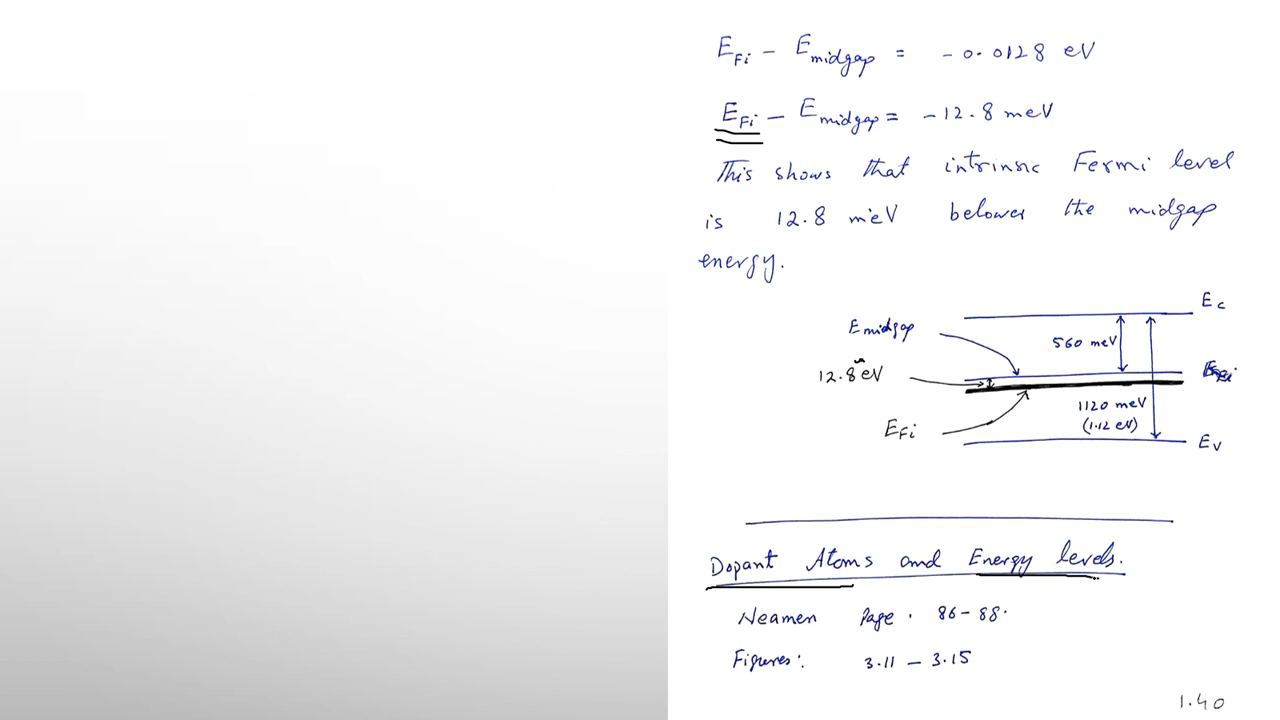 E_Fi - E_midgap = -0.0128 eV
E_Fi - E_midgap = -12.8 meV
This shows that intrinsic Fermi level
is 12.8 meV belower the midgap
energy.
E_c
E_midgap
560 meV
12.8 meV
1120 meV
(1.12 eV)
E_Fi
E_v
Dopant Atoms and Energy levels.
Neamen Page. 86-88.
Figures: 3.11 - 3.15
1.40